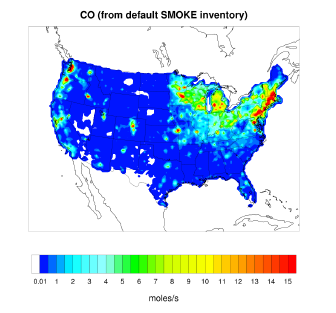 CO (from default SMOKE inventory)
0.01 1 2 3 4 5 6 7 8 9 10 11 12 13 14 15
moles/s